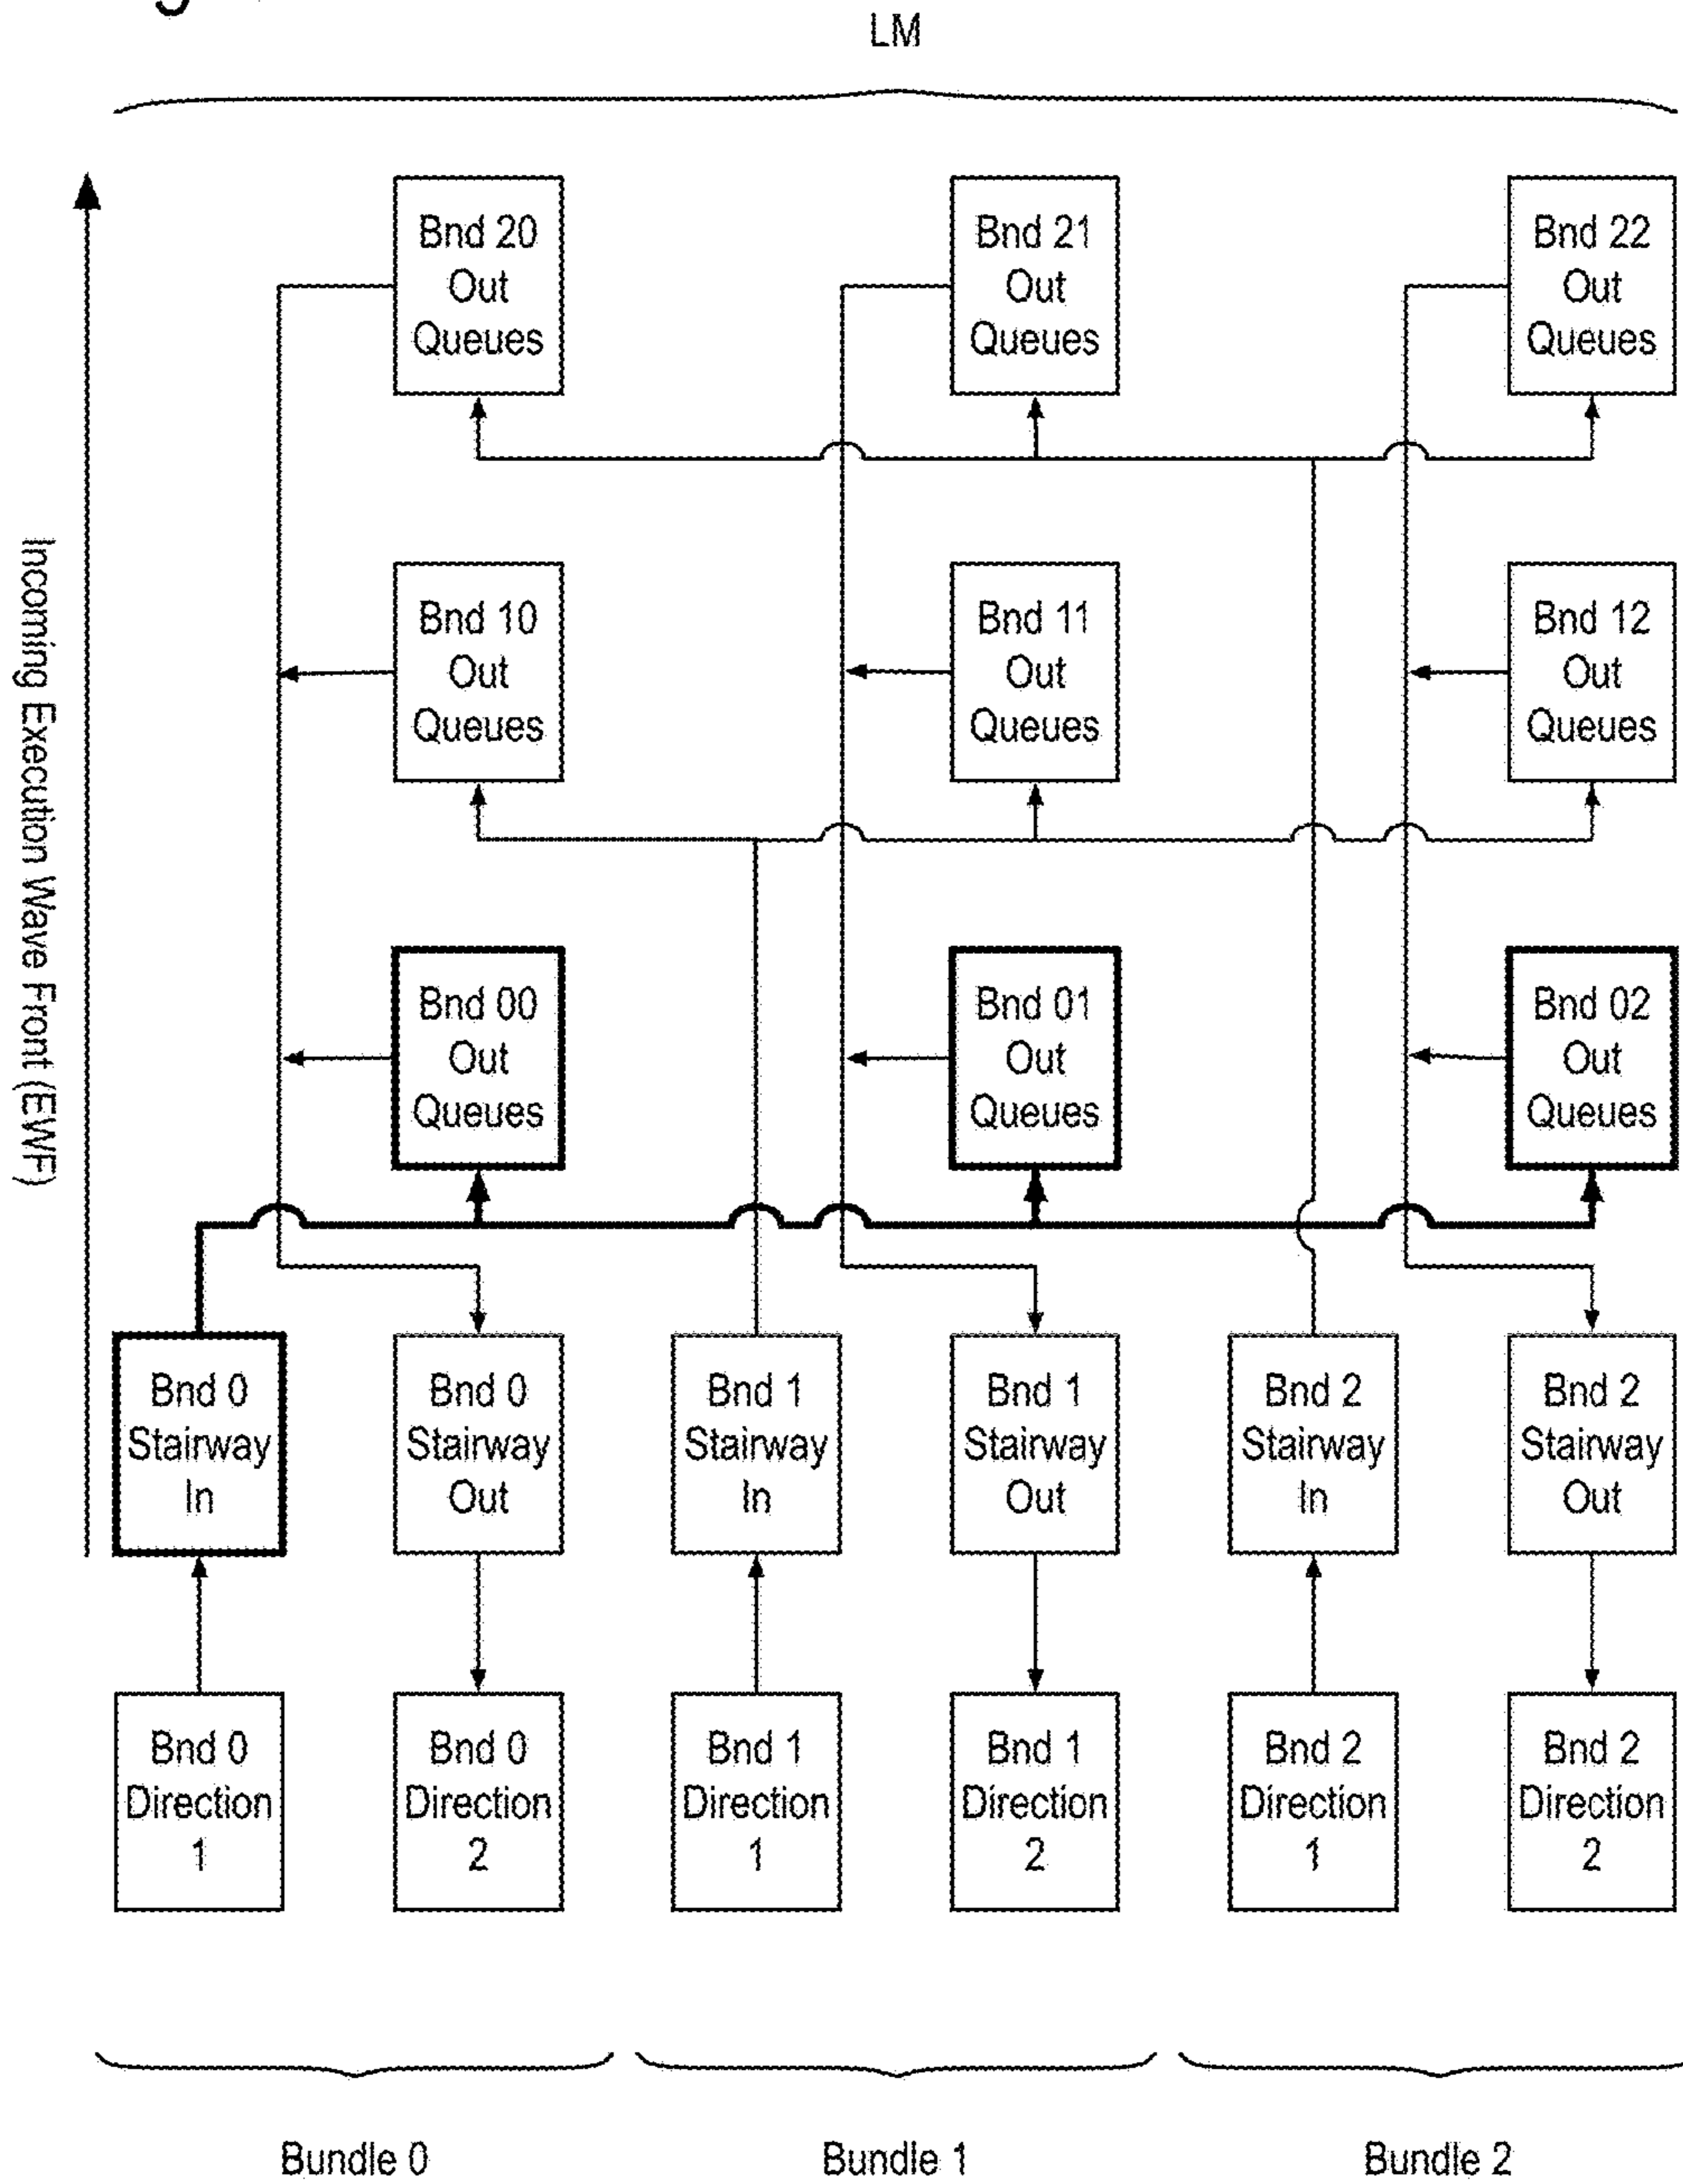 LM
Incoming Execution Wave Front (EWF)
Bnd 20
Out
Queues
Bnd 21
Out
Queues
Bnd 22
Out
Queues
Bnd 10
Out
Queues
Bnd 11
Out
Queues
Bnd 12
Out
Queues
Bnd 00
Out
Queues
Bnd 01
Out
Queues
Bnd 02
Out
Queues
Bnd 0
Stairway
In
Bnd 0
Stairway
Out
Bnd 1
Stairway
In
Bnd 1
Stairway
Out
Bnd 2
Stairway
In
Bnd 2
Stairway
Out
Bnd 0
Direction
1
Bnd 0
Direction
2
Bnd 1
Direction
1
Bnd 1
Direction
2
Bnd 2
Direction
1
Bnd 2
Direction
2
Bundle 0
Bundle 1
Bundle 2